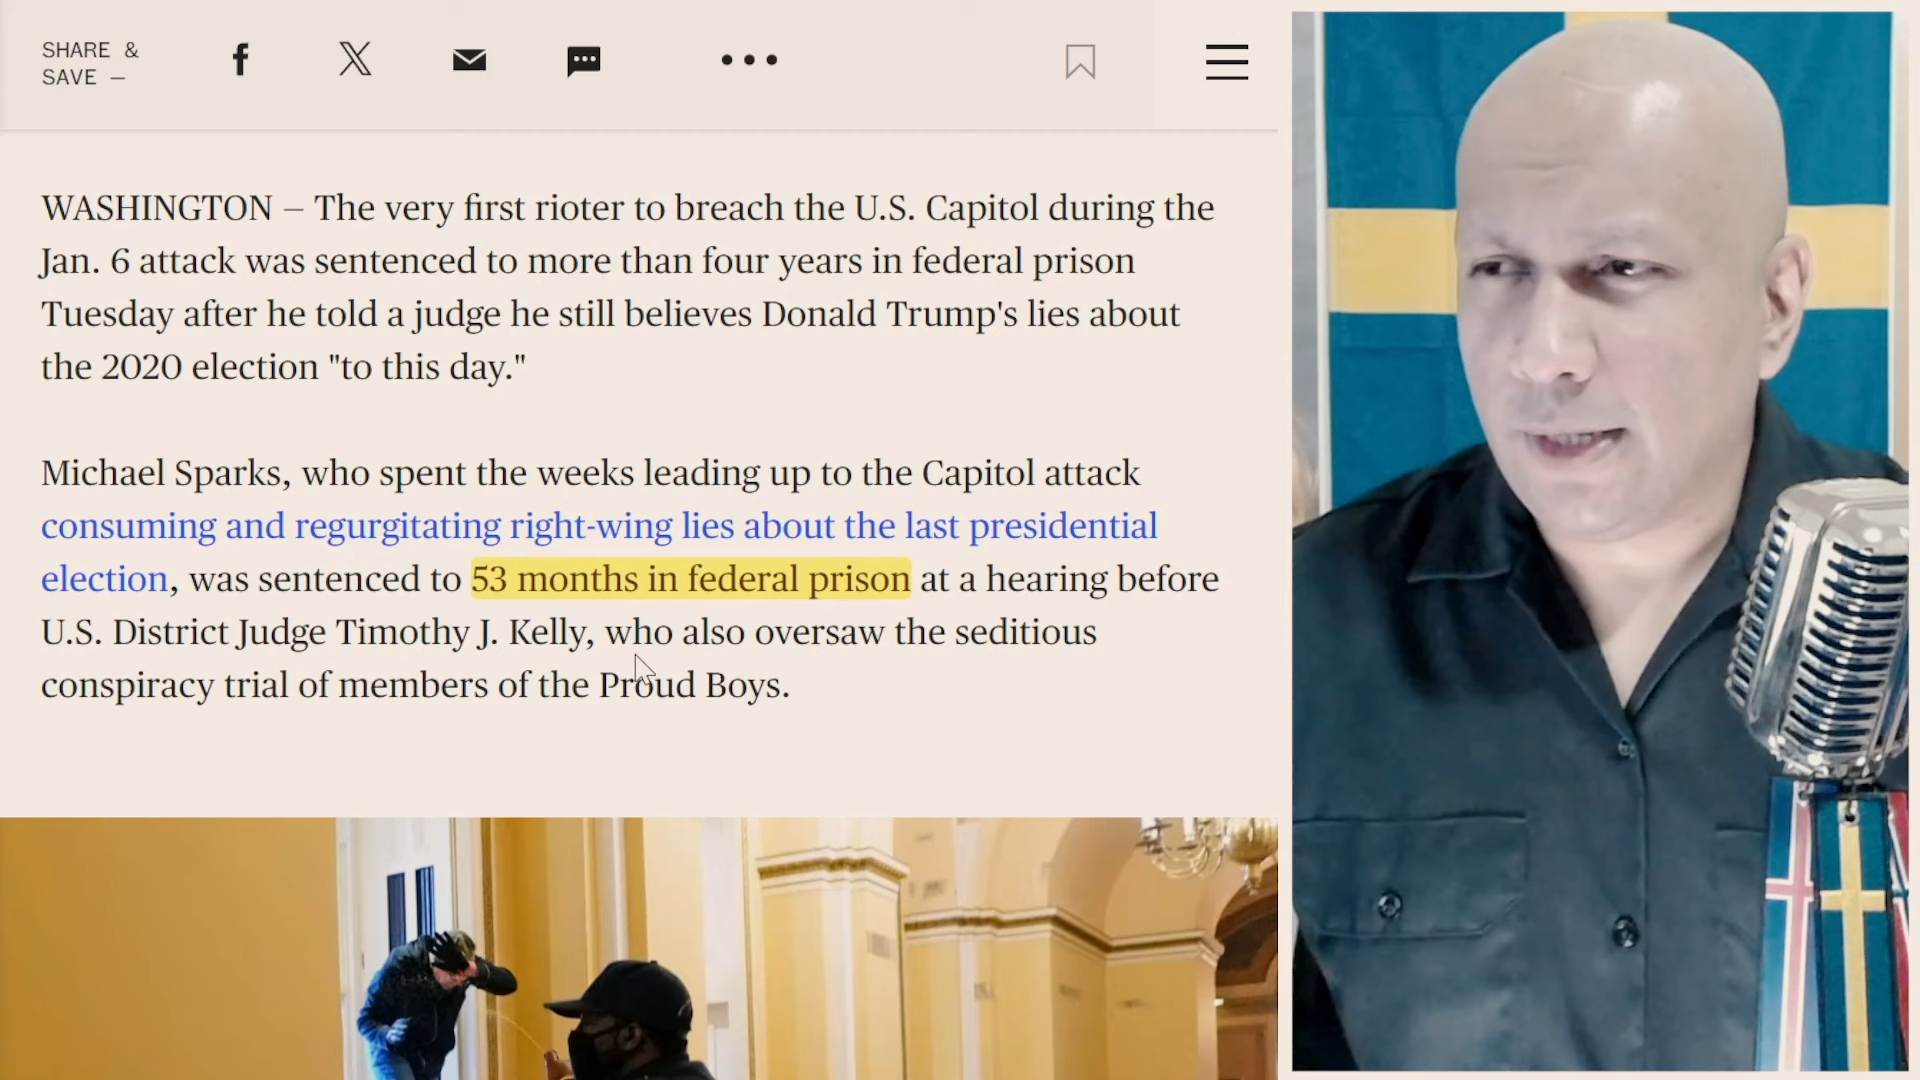 SHARE &
SAVE —
WASHINGTON — The very first rioter to breach the U.S. Capitol during the
Jan. 6 attack was sentenced to more than four years in federal prison
Tuesday after he told a judge he still believes Donald Trump's lies about
the 2020 election "to this day."
Michael Sparks, who spent the weeks leading up to the Capitol attack
consuming and regurgitating right-wing lies about the last presidential
election, was sentenced to 53 months in federal prison at a hearing before
U.S. District Judge Timothy J. Kelly, who also oversaw the seditious
conspiracy trial of members of the Proud Boys.